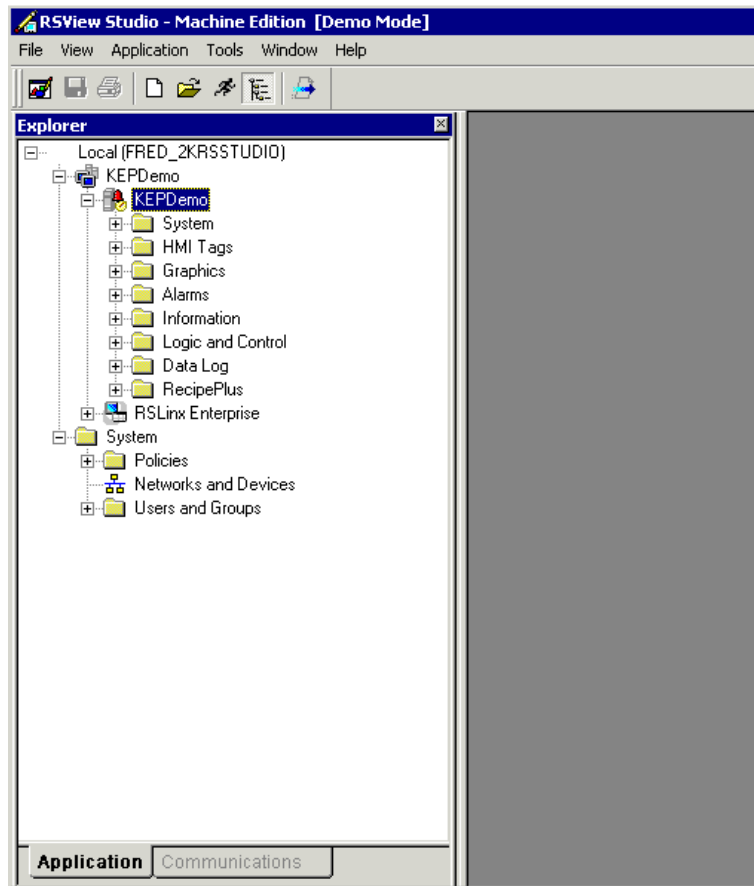 RSView Studio - Machine Edition [Demo Mode]
File View Application Tools Window Help
Explorer
Local (FRED_2KRSSTUDIO)
KEPDemo
KEPDemo
System
HMI Tags
Graphics
Alarms
Information
Logic and Control
Data Log
RecipePlus
RSLinx Enterprise
System
Policies
Networks and Devices
Users and Groups
Application Communications